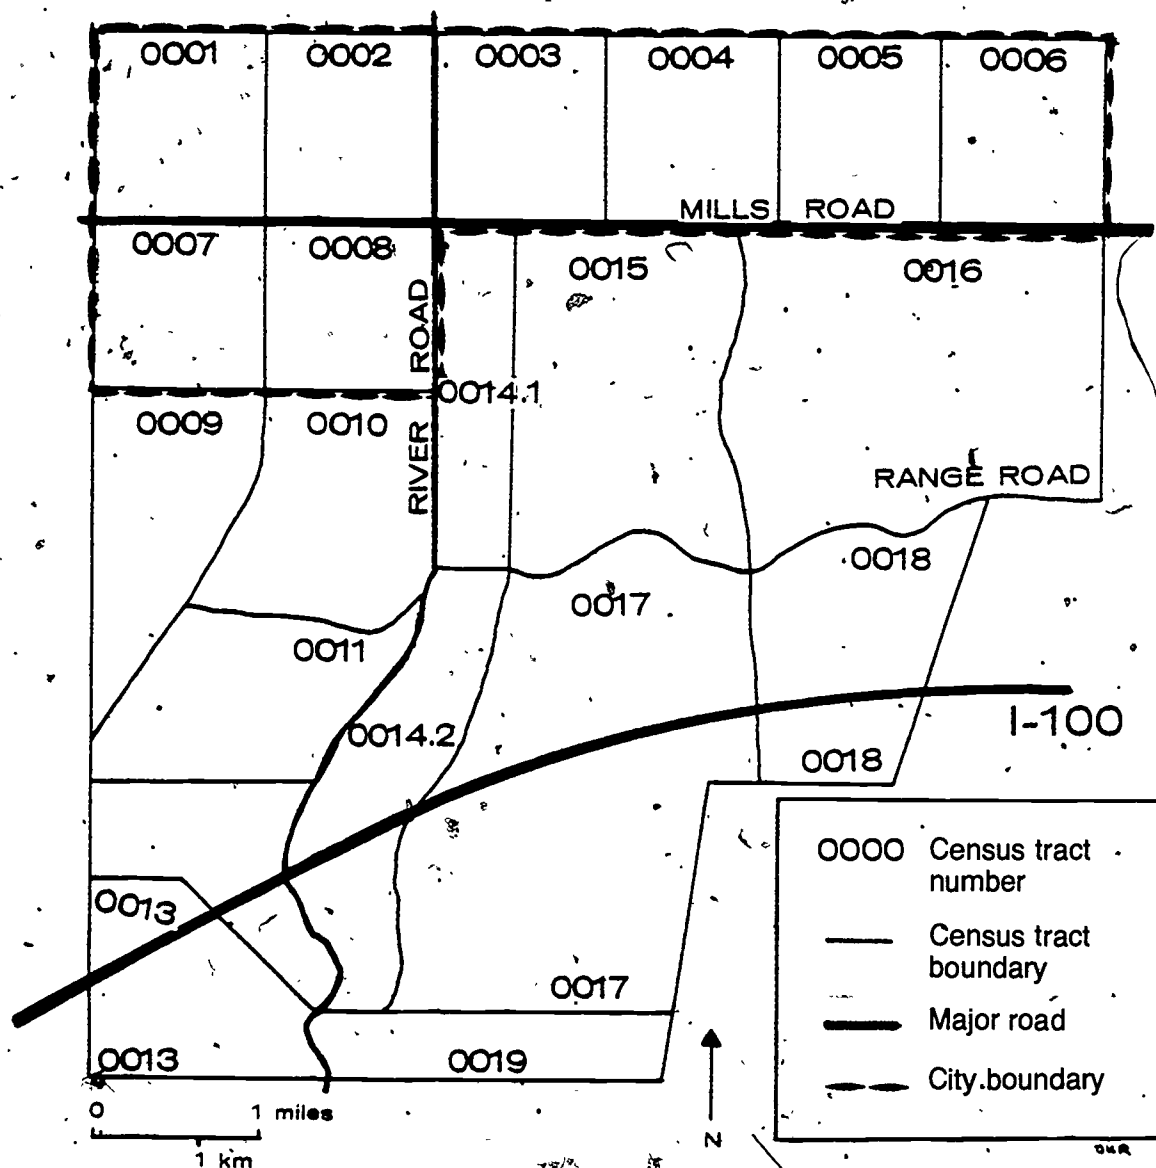 0001 0002 0003 0004 0005 0006
MILLS ROAD
0007 0008 0015 0016
RIVER ROAD
0014.1
0009 0010
RANGE ROAD
0018
0017
0011
0014.2
I-100
0018
0000 Census tract
number
0013
Census tract
boundary
0017
Major road
0013 0019
City boundary
0 1 miles
1 km
N
DKR